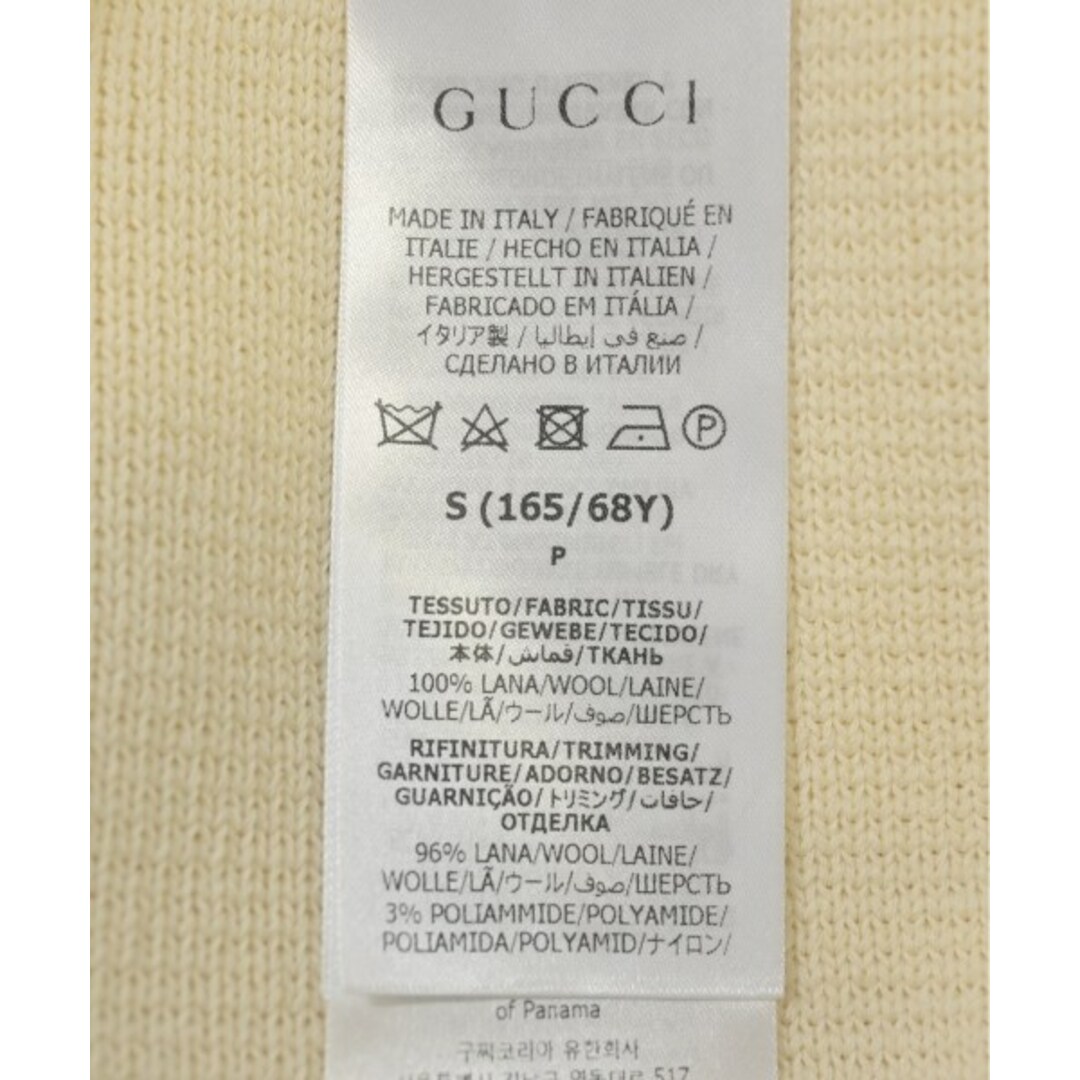 GUCCI
MADE IN ITALY / FABRIQUÉ EN
ITALIE / HECHO EN ITALIA /
HERGESTELLT IN ITALIEN /
FABRICADO EM ITÁLIA /
イタリア製 / صنع في إيطاليا /
СДЕЛАНО В ИТАЛИИ
P
S (165/68Y)
P
TESSUTO/FABRIC/TISSU/
TEJIDO/GEWEBE/TECIDO/
本体/قماش/ТКАНЬ
100% LANA/WOOL/LAINE/
WOLLE/LÃ/ウール/صوف/ШЕРСТЬ
RIFINITURA/TRIMMING/
GARNITURE/ADORNO/BESATZ/
GUARNIÇÃO/トリミング/حافات/
ОТДЕЛКА
96% LANA/WOOL/LAINE/
WOLLE/LÃ/ウール/صوف/ШЕРСТЬ
3% POLIAMMIDE/POLYAMIDE/
POLIAMIDA/POLYAMID/ナイロン/
of Panama
구찌코리아 유한회사
517